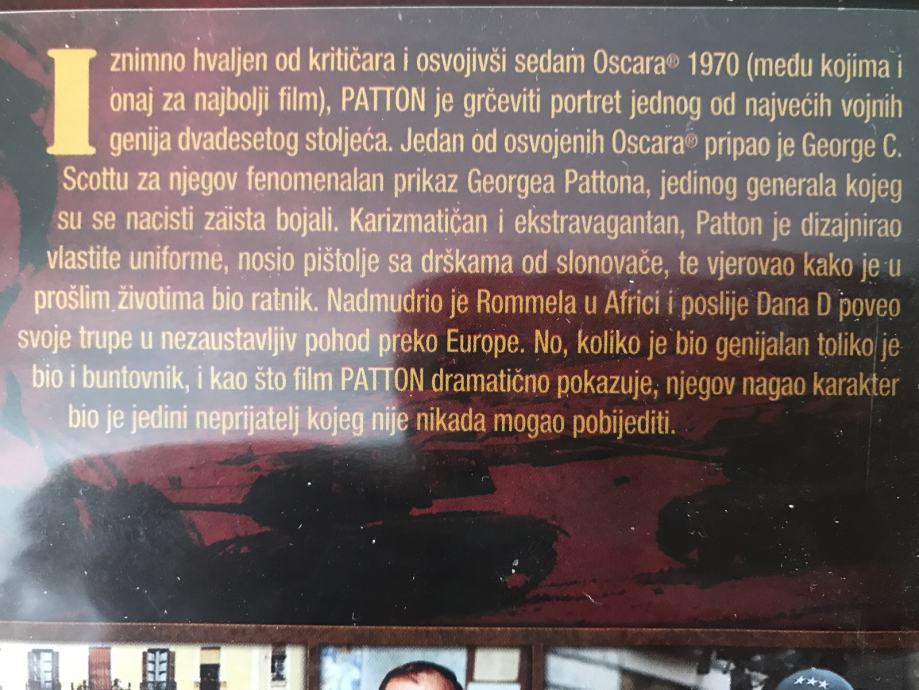 Iznimno hvaljen od kritičara i osvojivši sedam Oscara® 1970 (među kojima i
onaj za najbolji film), PATTON je grčeviti portret jednog od najvećih vojnih
genija dvadesetog stoljeća. Jedan od osvojenih Oscara® pripao je George C.
Scottu za njegov fenomenalan prikaz Georgea Pattona, jedinog generala kojeg
su se nacisti zaista bojali. Karizmatičan i ekstravagantan, Patton je dizajnirao
vlastite uniforme, nosio pištolje sa drškama od slonovače, te vjerovao kako je u
prošlim životima bio ratnik. Nadmudrio je Rommela u Africi i poslije Dana D poveo
svoje trupe u nezaustavljiv pohod preko Europe. No, koliko je bio genijalan toliko je
bio i buntovnik, i kao što film PATTON dramatično pokazuje, njegov nagao karakter
bio je jedini neprijatelj kojeg nije nikada mogao pobijediti.